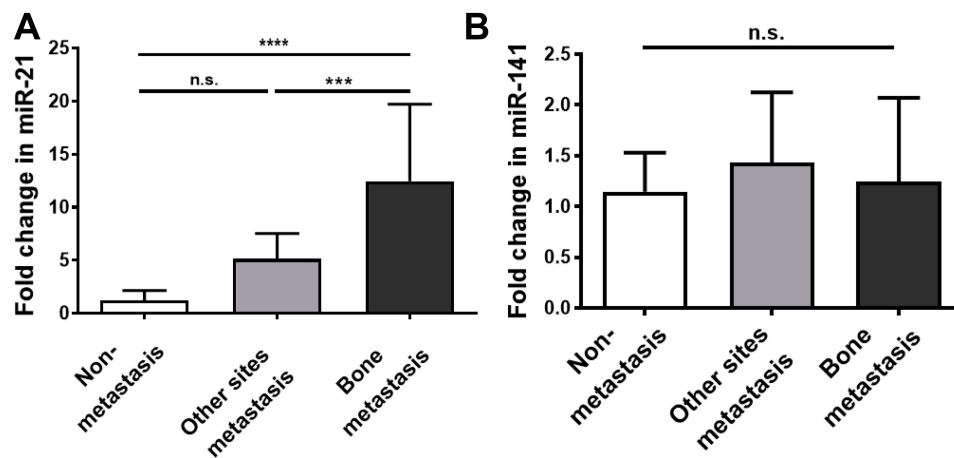 A
Fold change in miR-21
25
20
15
10
5
0
****
n.s.
***
Non-
metastasis
Other sites
metastasis
Bone
metastasis
B
Fold change in miR-141
2.5
2.0
1.5
1.0
0.5
0.0
n.s.
Non-
metastasis
Other sites
metastasis
Bone
metastasis